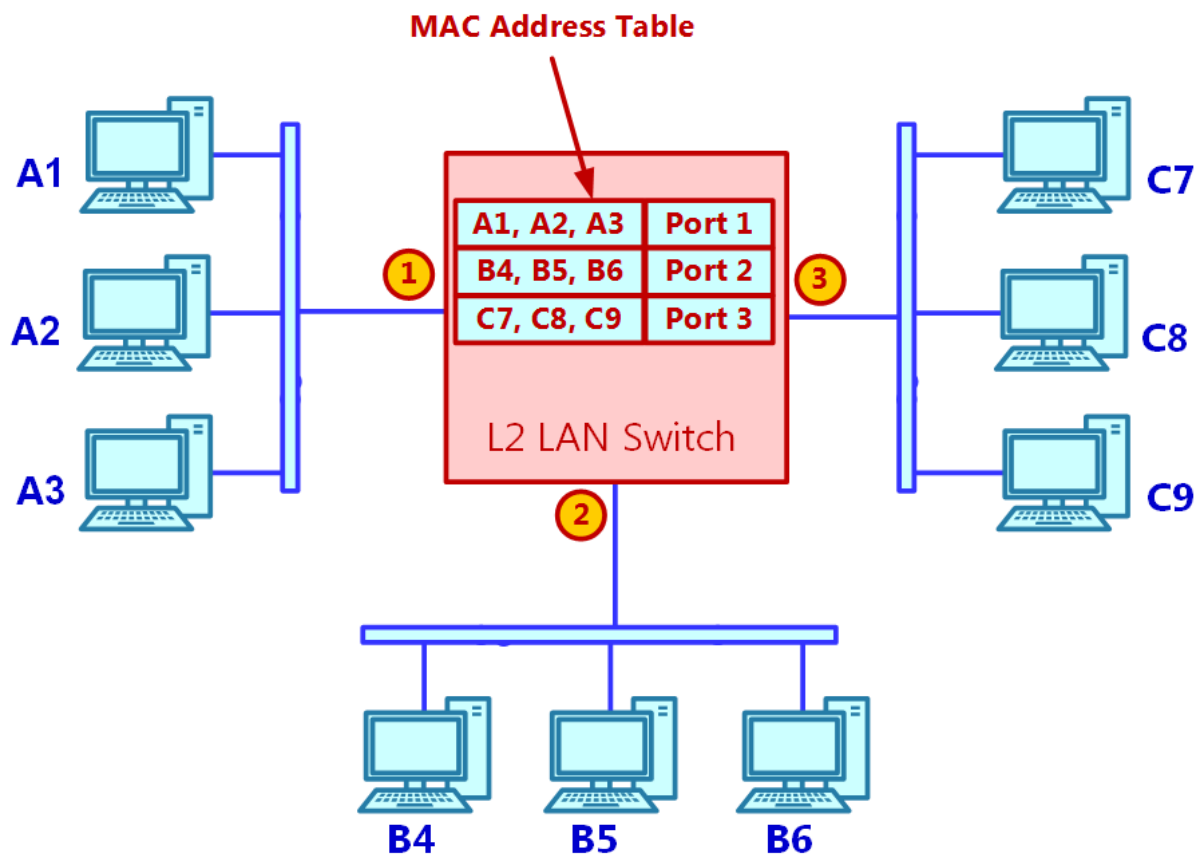 MAC Address Table
A1
A2
A3
1
A1, A2, A3 Port 1
B4, B5, B6 Port 2
C7, C8, C9 Port 3
L2 LAN Switch
3
C7
C8
C9
2
B4 B5 B6